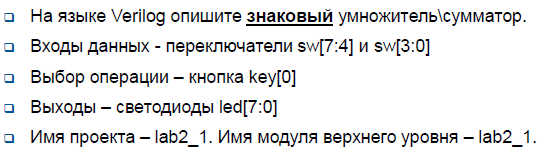 На языке Verilog опишите знаковый умножитель\сумматор.
Входы данных - переключатели sw[7:4] и sw[3:0]
Выбор операции – кнопка key[0]
Выходы – светодиоды led[7:0]
Имя проекта – lab2_1. Имя модуля верхнего уровня – lab2_1.